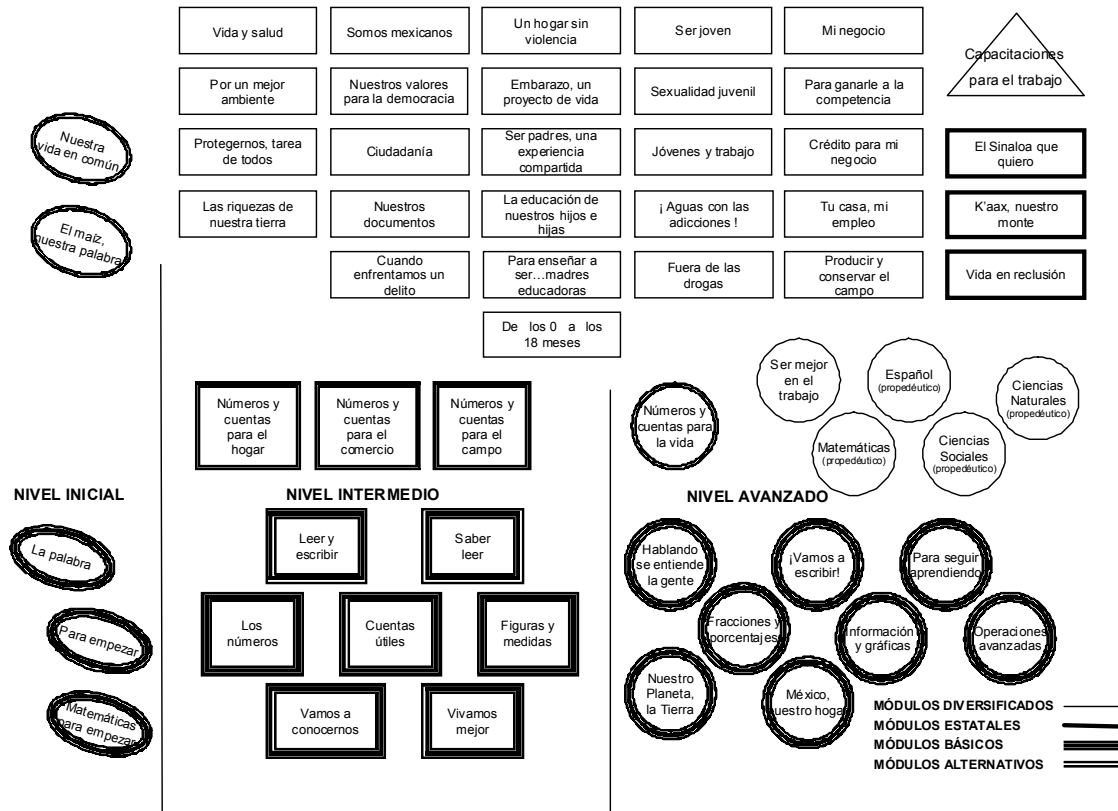 Vida y salud
Somos mexicanos
Un hogar sin
violencia
Ser joven
Mi negocio
Capacitaciones
para el trabajo
Por un mejor
ambiente
Nuestros valores
para la democracia
Embarazo, un
proyecto de vida
Sexualidad juvenil
Para ganarle a la
competencia
Nuestra
vida en común
Protegernos, tarea
de todos
Ciudadanía
Ser padres, una
experiencia
compartida
Jóvenes y trabajo
Crédito para mi
negocio
El Sinaloa que
quiero
El maíz,
nuestra palabra
Las riquezas de
nuestra tierra
Nuestros
documentos
La educación de
nuestros hijos e
hijas
¡ Aguas con las
adicciones !
Tu casa, mi
empleo
K'aax, nuestro
monte
Cuando
enfrentamos un
delito
Para enseñar a
ser…madres
educadoras
Fuera de las
drogas
Producir y
conservar el
campo
Vida en reclusión
De los 0 a los
18 meses
Números y
cuentas
para el
hogar
Números y
cuentas
para el
comercio
Números y
cuentas
para el
campo
Números y
cuentas para
la vida
Ser mejor
en el
trabajo
Español
(propedéutico)
Ciencias
Naturales
(propedéutico)
Matemáticas
(propedéutico)
Ciencias
Sociales
(propedéutico)
NIVEL INICIAL
NIVEL INTERMEDIO
NIVEL AVANZADO
La palabra
Para empezar
Matemáticas
para empezar
Leer y
escribir
Saber
leer
Los
números
Cuentas
útiles
Figuras y
medidas
Vamos a
conocernos
Vivamos
mejor
Hablando
se entiende
la gente
¡Vamos a
escribir!
Para seguir
aprendiendo
Fracciones y
porcentajes
Información
y gráficas
Operaciones
avanzadas
Nuestro
Planeta,
la Tierra
México,
nuestro hogar
MÓDULOS DIVERSIFICADOS
MÓDULOS ESTATALES
MÓDULOS BÁSICOS
MÓDULOS ALTERNATIVOS